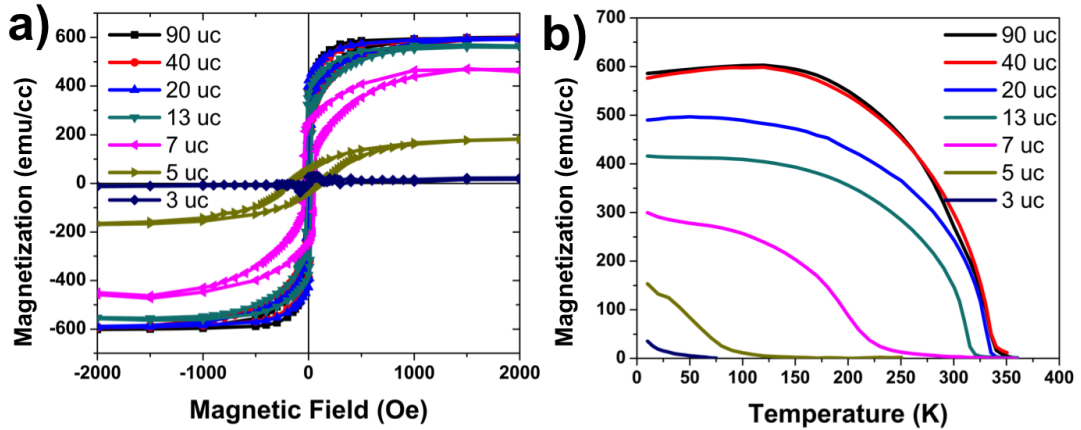 a)
Magnetization (emu/cc)
600
400
200
0
-200
-400
-600
90 uc
40 uc
20 uc
13 uc
7 uc
5 uc
3 uc
-2000
-1000
0
1000
2000
Magnetic Field (Oe)
b)
Magnetization (emu/cc)
700
600
500
400
300
200
100
0
90 uc
40 uc
20 uc
13 uc
7 uc
5 uc
3 uc
0
50
100
150
200
250
300
350
400
Temperature (K)